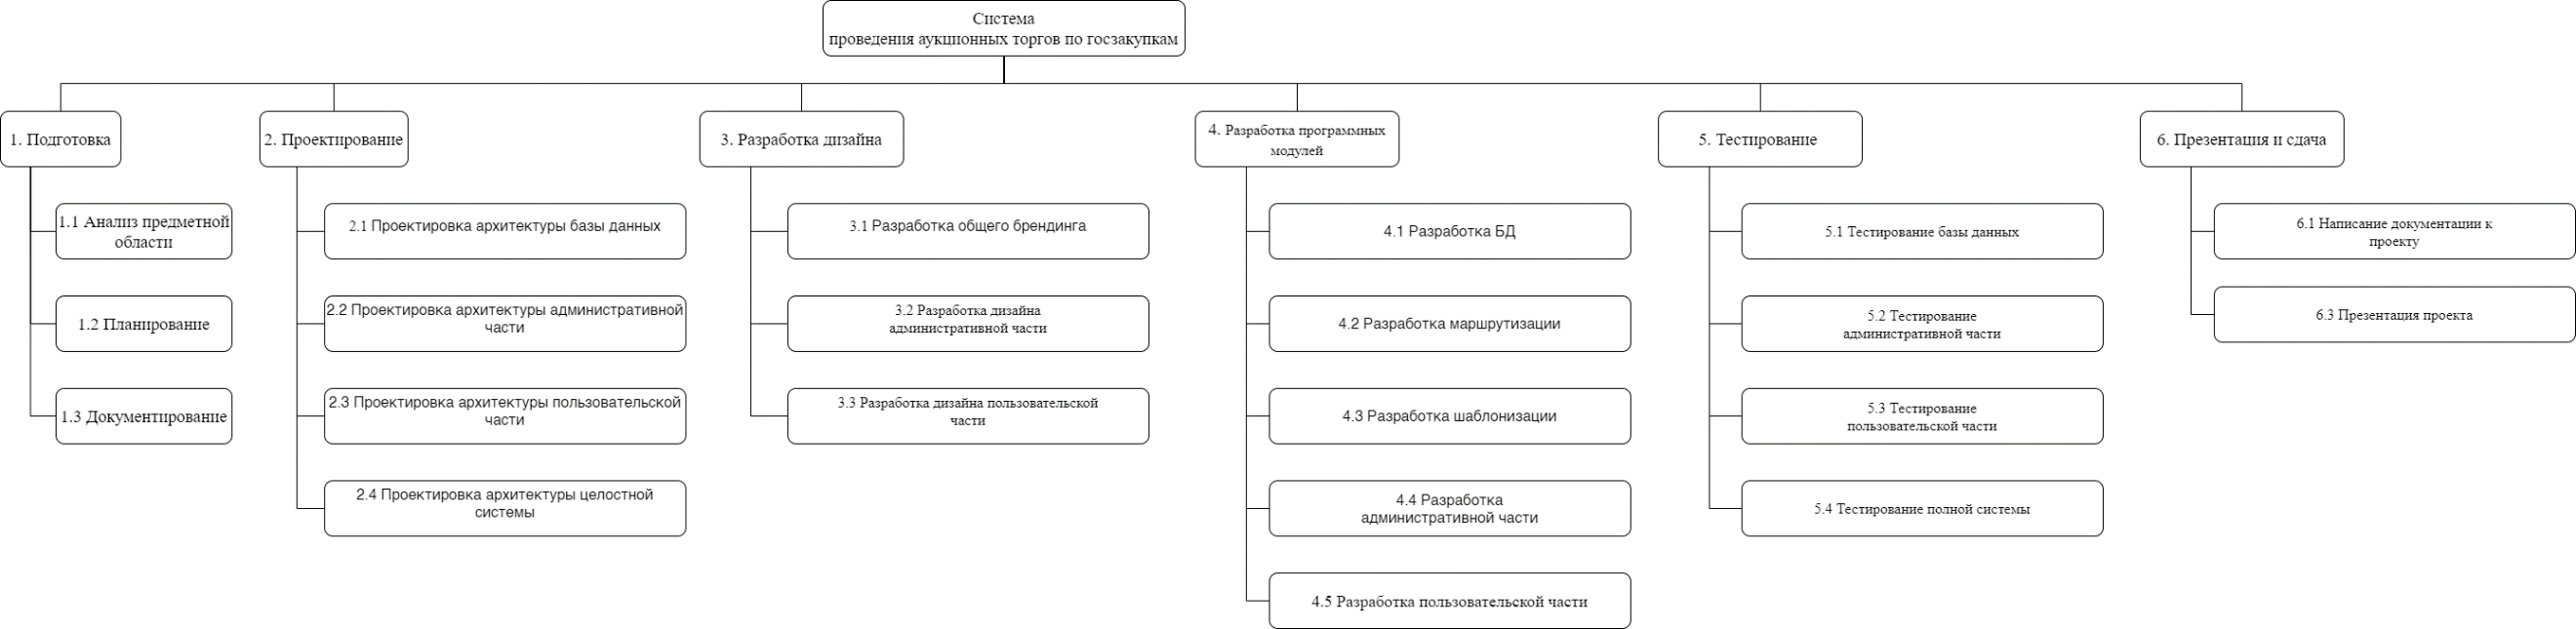 Система
проведения аукционных торгов по госзакупкам
1. Подготовка
1.1 Анализ предметной
области
1.2 Планирование
1.3 Документирование
2. Проектирование
2.1 Проектировка архитектуры базы данных
2.2 Проектировка архитектуры административной
части
2.3 Проектировка архитектуры пользовательской
части
2.4 Проектировка архитектуры целостной
системы
3. Разработка дизайна
3.1 Разработка общего брендинга
3.2 Разработка дизайна
административной части
3.3 Разработка дизайна пользовательской
части
4. Разработка программных
модулей
4.1 Разработка БД
4.2 Разработка маршрутизации
4.3 Разработка шаблонизации
4.4 Разработка
административной части
4.5 Разработка пользовательской части
5. Тестирование
5.1 Тестирование базы данных
5.2 Тестирование
административной части
5.3 Тестирование
пользовательской части
5.4 Тестирование полной системы
6. Презентация и сдача
6.1 Написание документации к
проекту
6.3 Презентация проекта